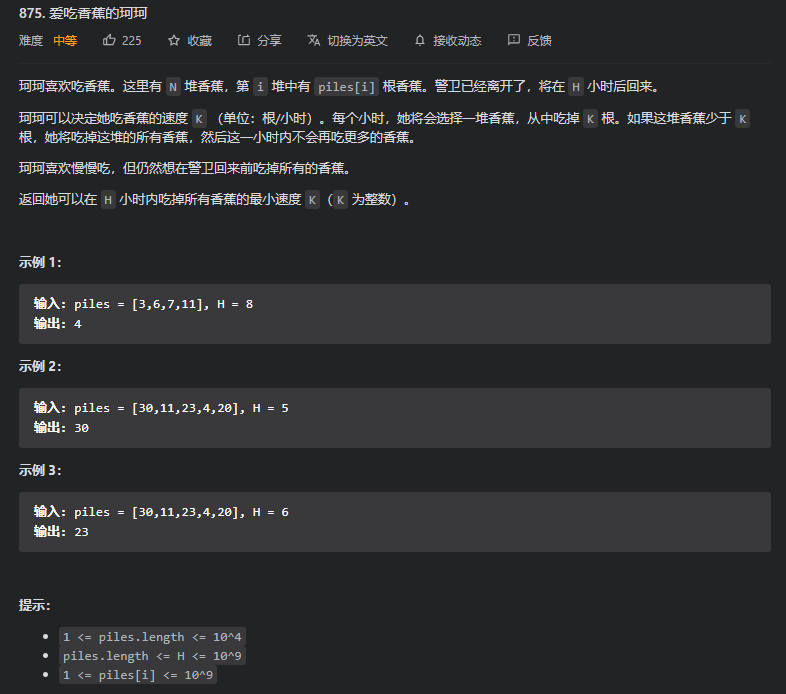 875. 爱吃香蕉的珂珂
难度 中等 225 收藏 分享 切换为英文 接收动态 反馈
珂珂喜欢吃香蕉。这里有 N 堆香蕉，第 i 堆中有 piles[i] 根香蕉。警卫已经离开了，将在 H 小时后回来。
珂珂可以决定她吃香蕉的速度 K （单位：根/小时）。每个小时，她将会选择一堆香蕉，从中吃掉 K 根。如果这堆香蕉少于 K
根，她将吃掉这堆的所有香蕉，然后这一小时内不会再吃更多的香蕉。
珂珂喜欢慢慢吃，但仍然想在警卫回来前吃掉所有的香蕉。
返回她可以在 H 小时内吃掉所有香蕉的最小速度 K （ K 为整数）。
示例 1：
输入: piles = [3,6,7,11], H = 8
输出: 4
示例 2：
输入: piles = [30,11,23,4,20], H = 5
输出: 30
示例 3：
输入: piles = [30,11,23,4,20], H = 6
输出: 23
提示：
• 1 <= piles.length <= 10^4
• piles.length <= H <= 10^9
• 1 <= piles[i] <= 10^9